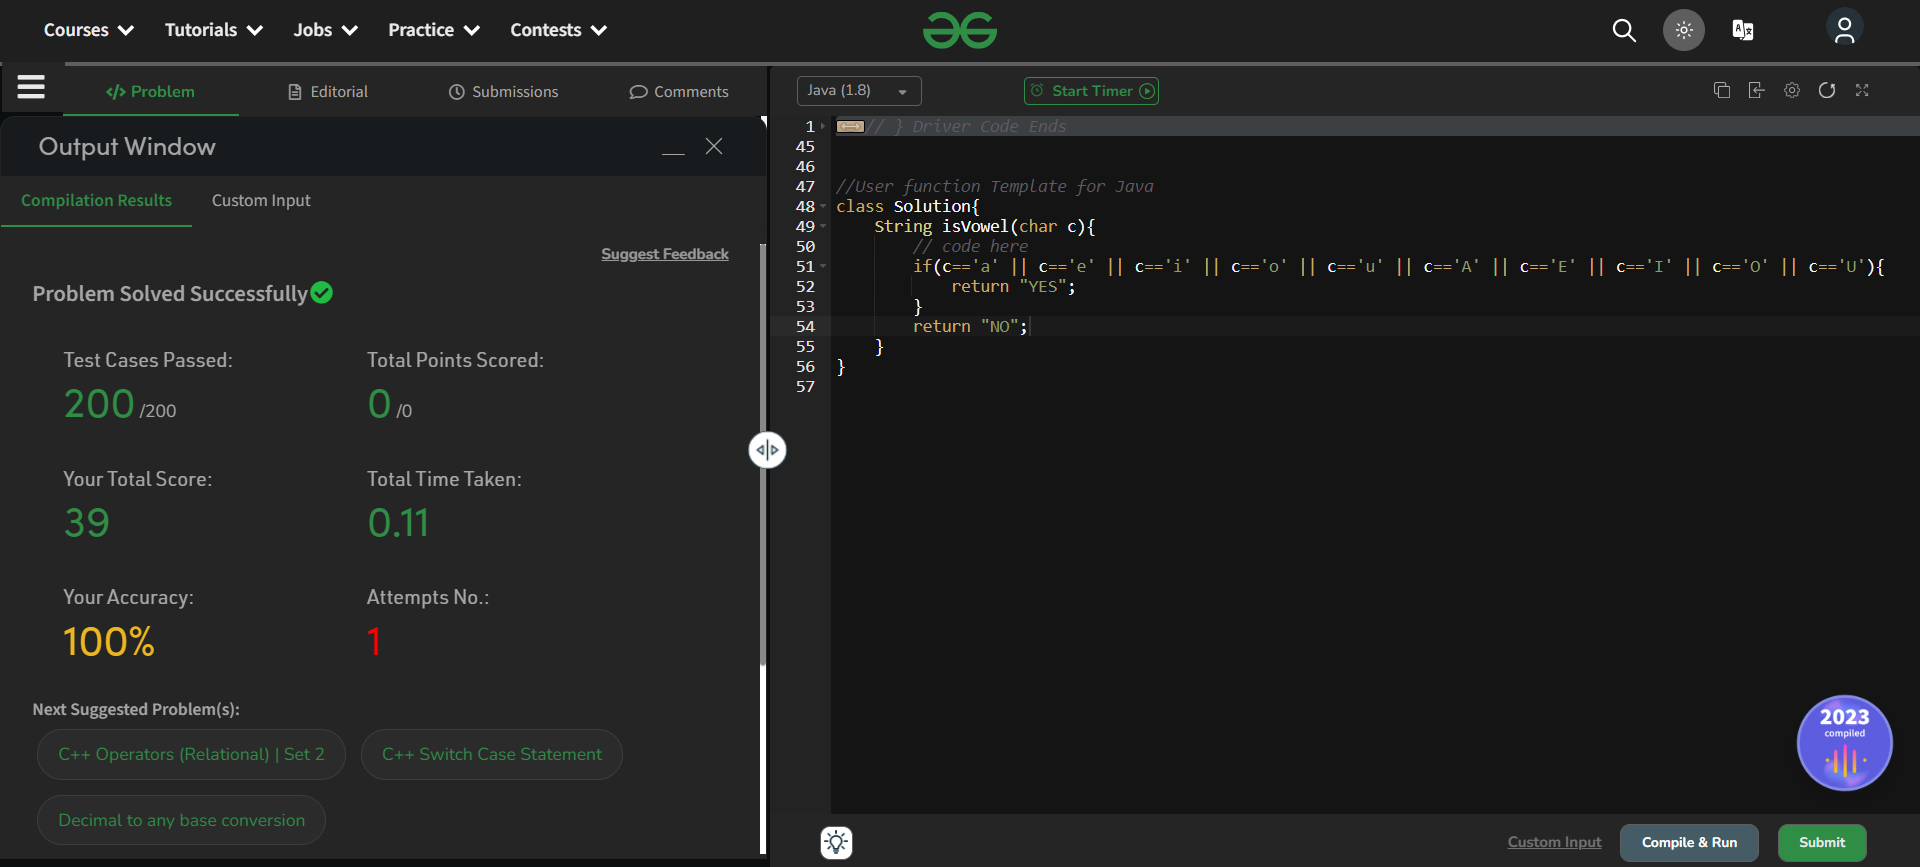 Courses Tutorials Jobs Practice Contests
</> Problem Editorial Submissions Comments
Output Window
Compilation Results Custom Input
Suggest Feedback
Problem Solved Successfully
Test Cases Passed: Total Points Scored:
200 /200 0 /0
Your Total Score: Total Time Taken:
39 0.11
Your Accuracy: Attempts No.:
100% 1
Next Suggested Problem(s):
C++ Operators (Relational) | Set 2 C++ Switch Case Statement
Decimal to any base conversion
Java (1.8) Start Timer
1 // } Driver Code Ends
45
46
47 //User function Template for Java
48 class Solution{
49 String isVowel(char c){
50 // code here
51 if(c=='a' || c=='e' || c=='i' || c=='o' || c=='u' || c=='A' || c=='E' || c=='I' || c=='O' || c=='U'){
52 return "YES";
53 }
54 return "NO";
55 }
56 }
57
2023
compiled
Custom Input Compile & Run Submit